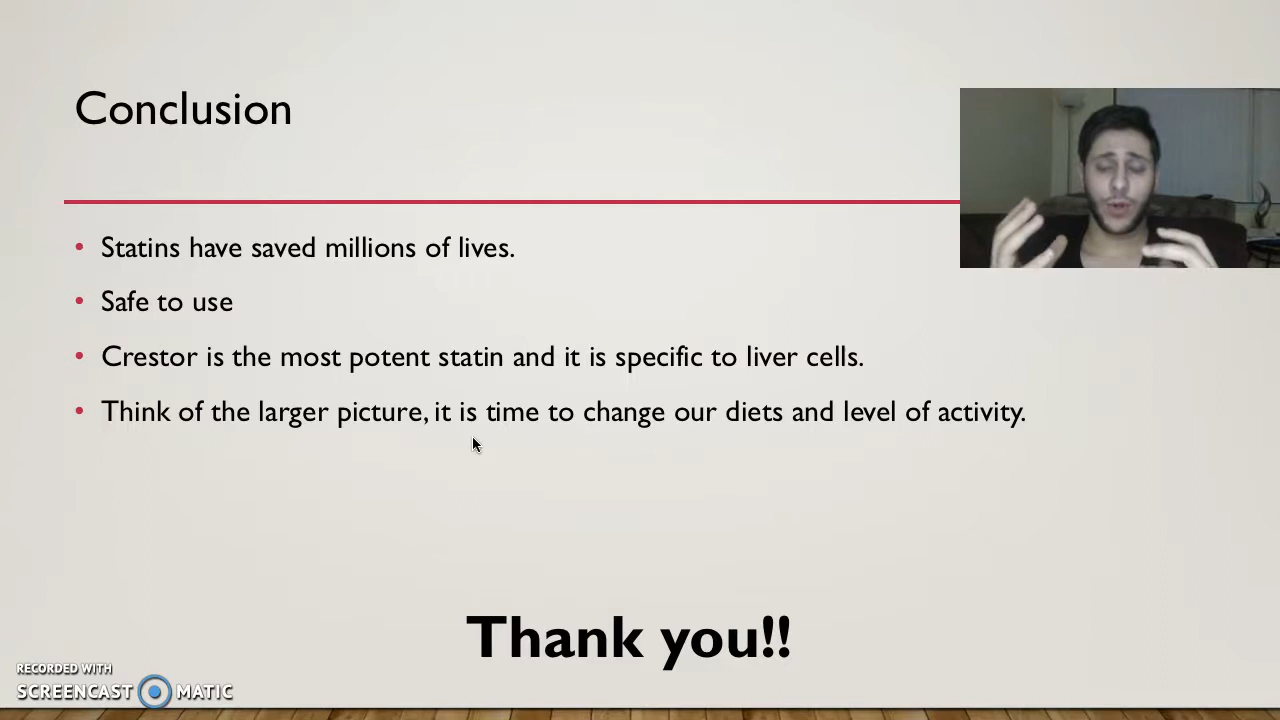 Conclusion
• Statins have saved millions of lives.
• Safe to use
• Crestor is the most potent statin and it is specific to liver cells.
• Think of the larger picture, it is time to change our diets and level of activity.
Thank you!!
RECORDED WITH
SCREENCAST MATIC